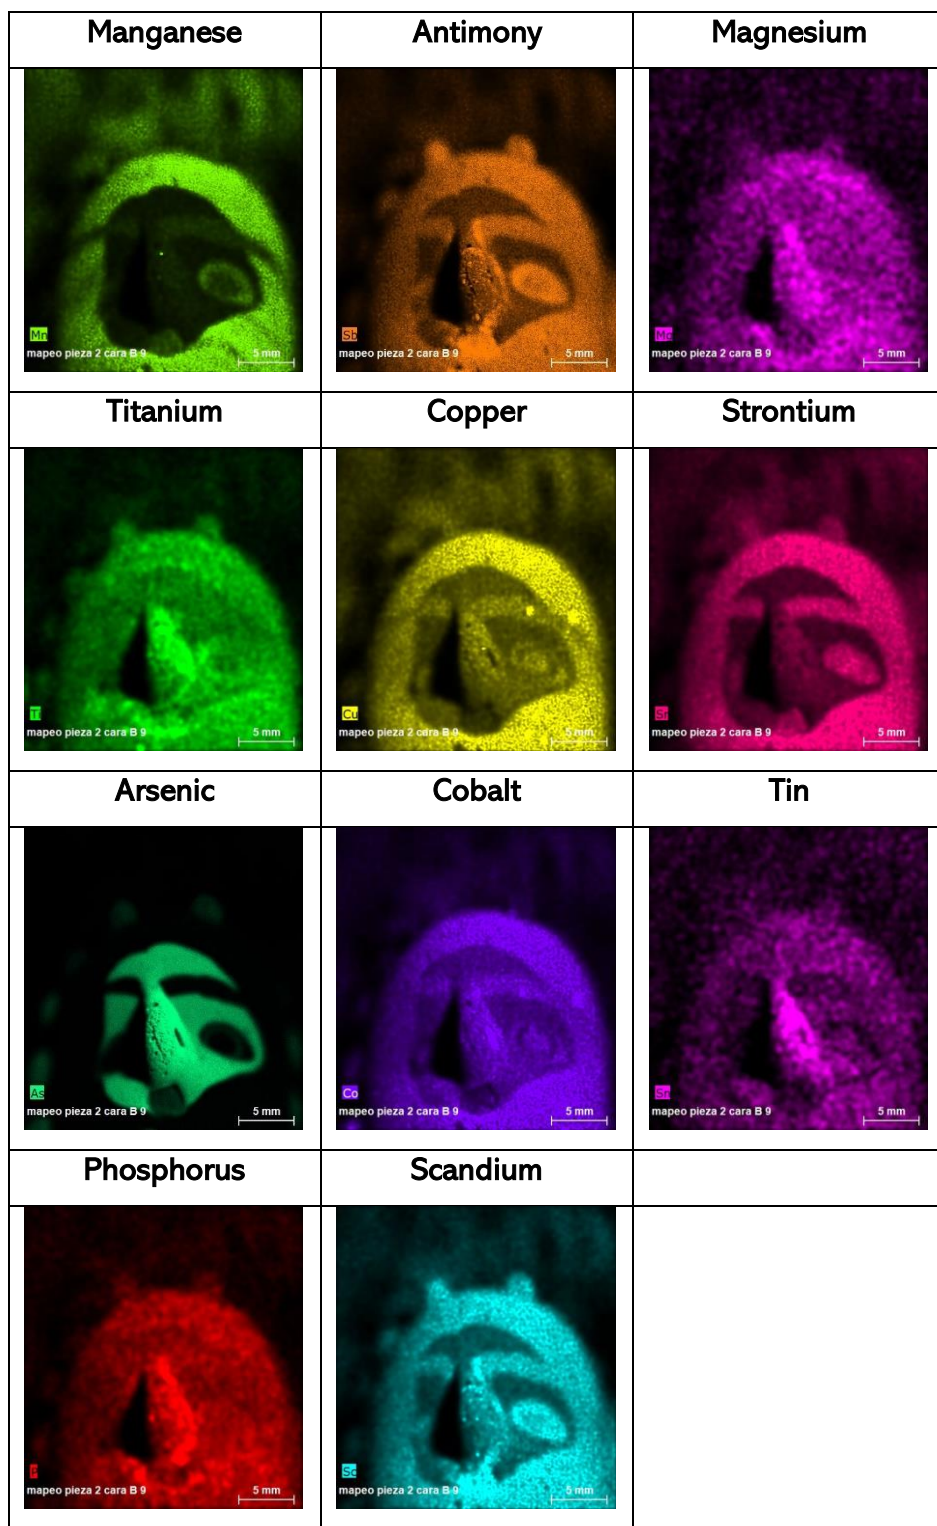 Manganese Antimony Magnesium
Mn Sb Mg
mapeo pieza 2 cara B 9 5 mm mapeo pieza 2 cara B 9 5 mm mapeo pieza 2 cara B 9 5 mm
Titanium Copper Strontium
Ti Cu Sr
mapeo pieza 2 cara B 9 5 mm mapeo pieza 2 cara B 9 5 mm mapeo pieza 2 cara B 9 5 mm
Arsenic Cobalt Tin
As Co Sn
mapeo pieza 2 cara B 9 5 mm mapeo pieza 2 cara B 9 5 mm mapeo pieza 2 cara B 9 5 mm
Phosphorus Scandium
P Sc
mapeo pieza 2 cara B 9 5 mm mapeo pieza 2 cara B 9 5 mm